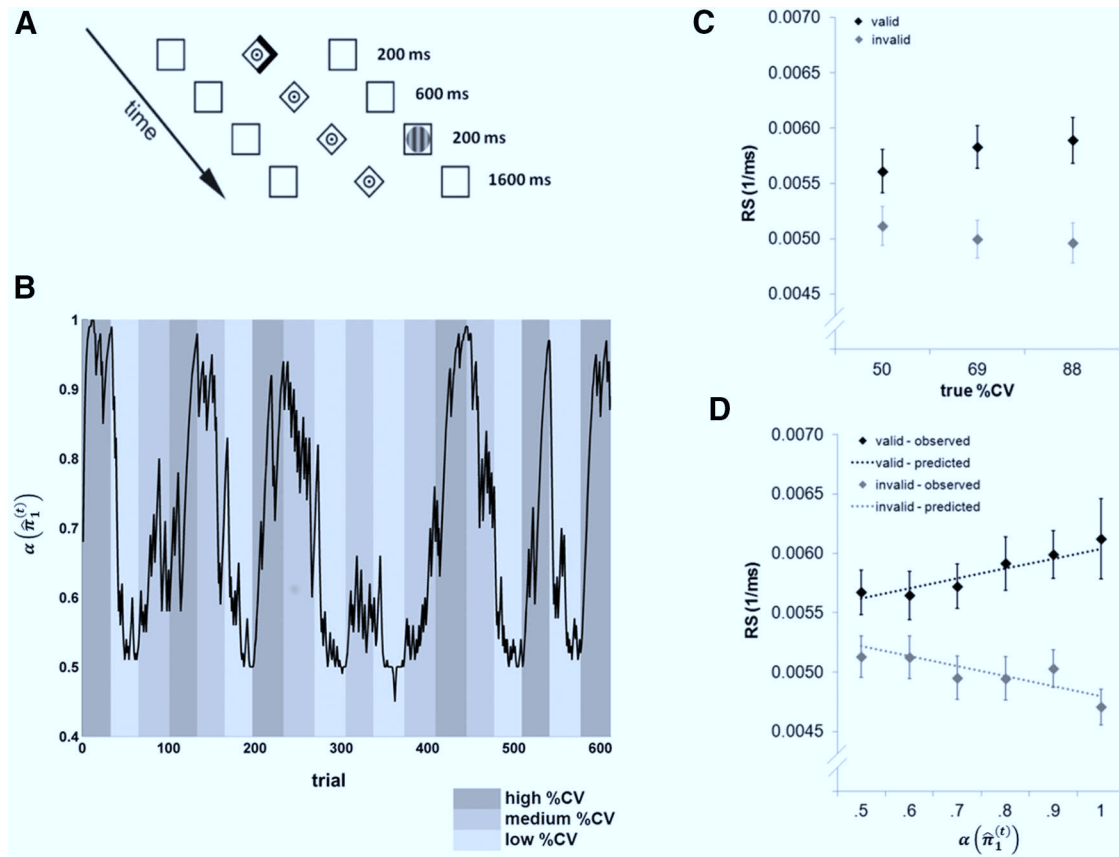 A
200 ms
600 ms
200 ms
1600 ms
time
B
α(π̂₁⁽ᵗ⁾)
1
0.9
0.8
0.7
0.6
0.5
0.4
0 100 200 300 400 500 600
trial
high %CV
medium %CV
low %CV
C
valid
invalid
RS (1/ms)
0.0070
0.0065
0.0060
0.0055
0.0050
0.0045
50 69 88
true %CV
D
valid - observed
valid - predicted
invalid - observed
invalid - predicted
RS (1/ms)
0.0070
0.0065
0.0060
0.0055
0.0050
0.0045
.5 .6 .7 .8 .9 1
α(π̂₁⁽ᵗ⁾)